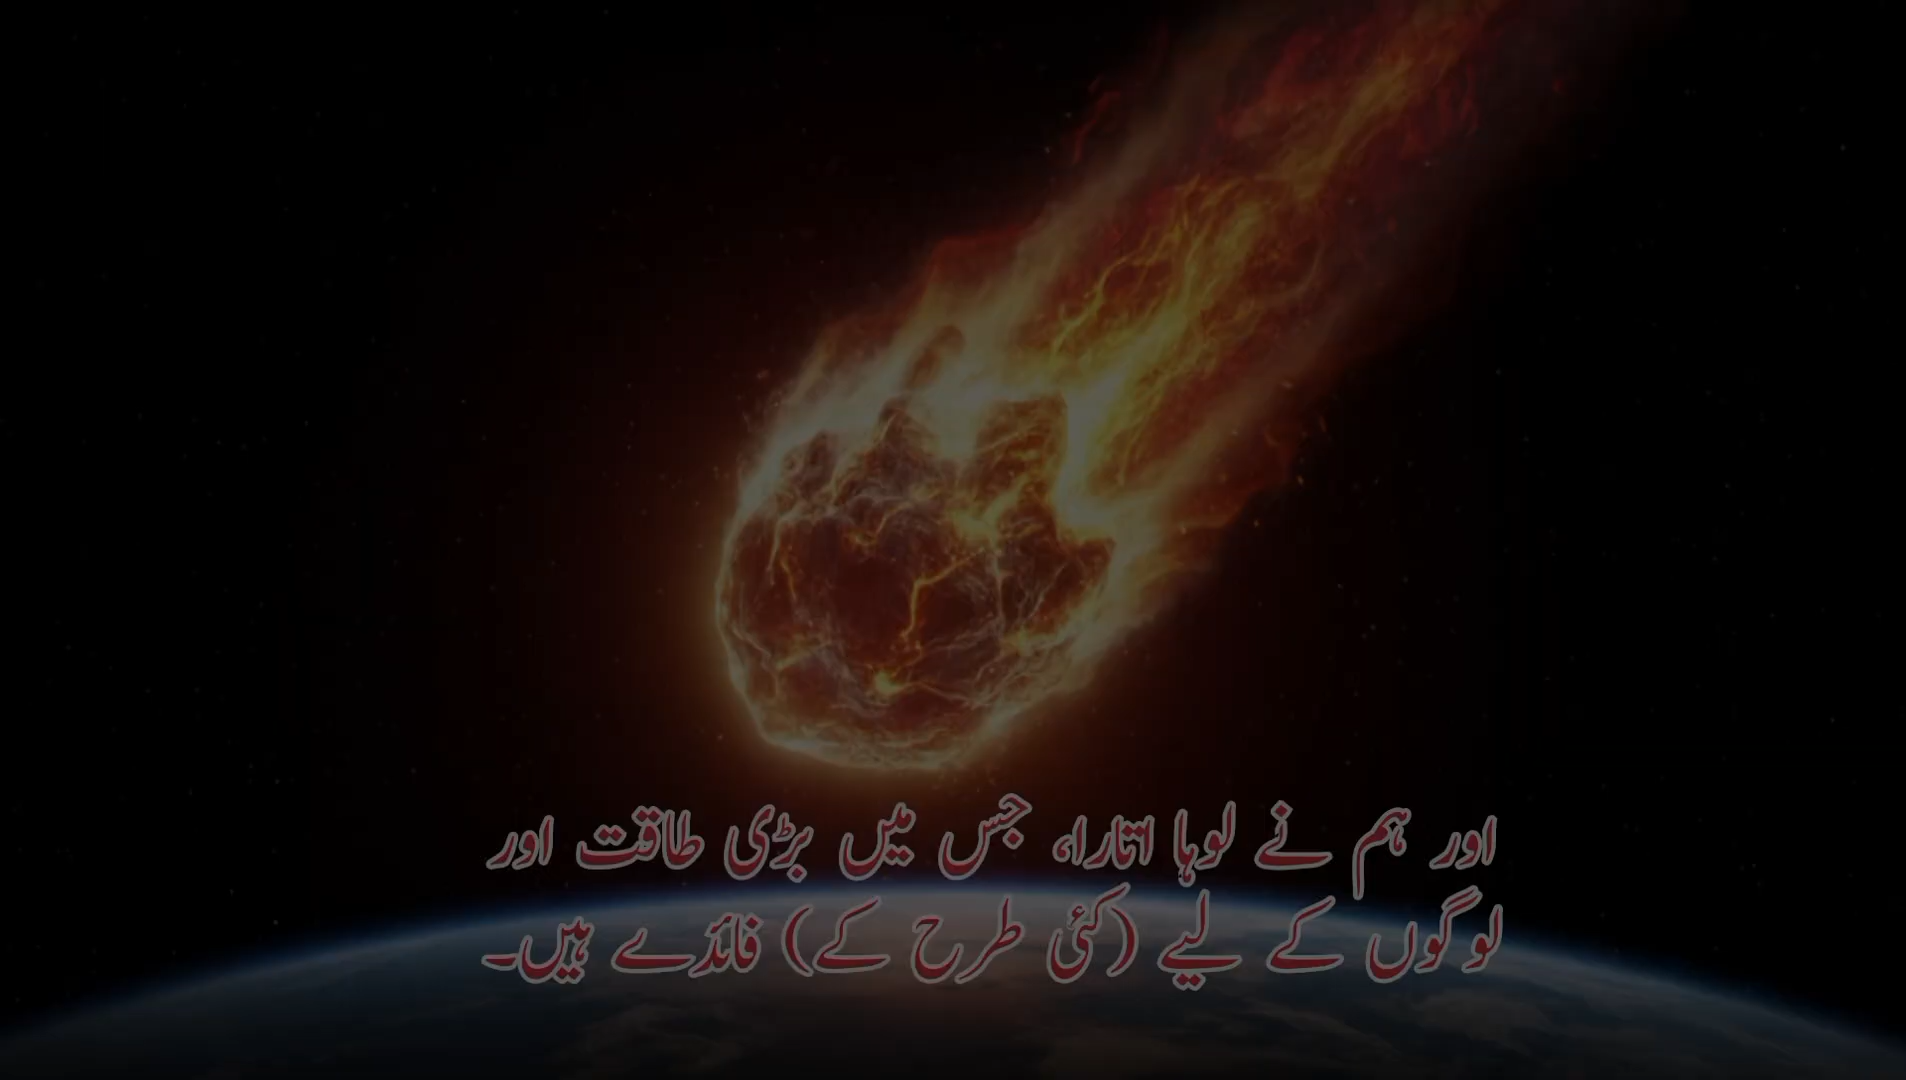 اور ہم نے لوہا اتارا، جس میں بڑی طاقت اور
لوگوں کے لیے (کئی طرح کے) فائدے ہیں۔